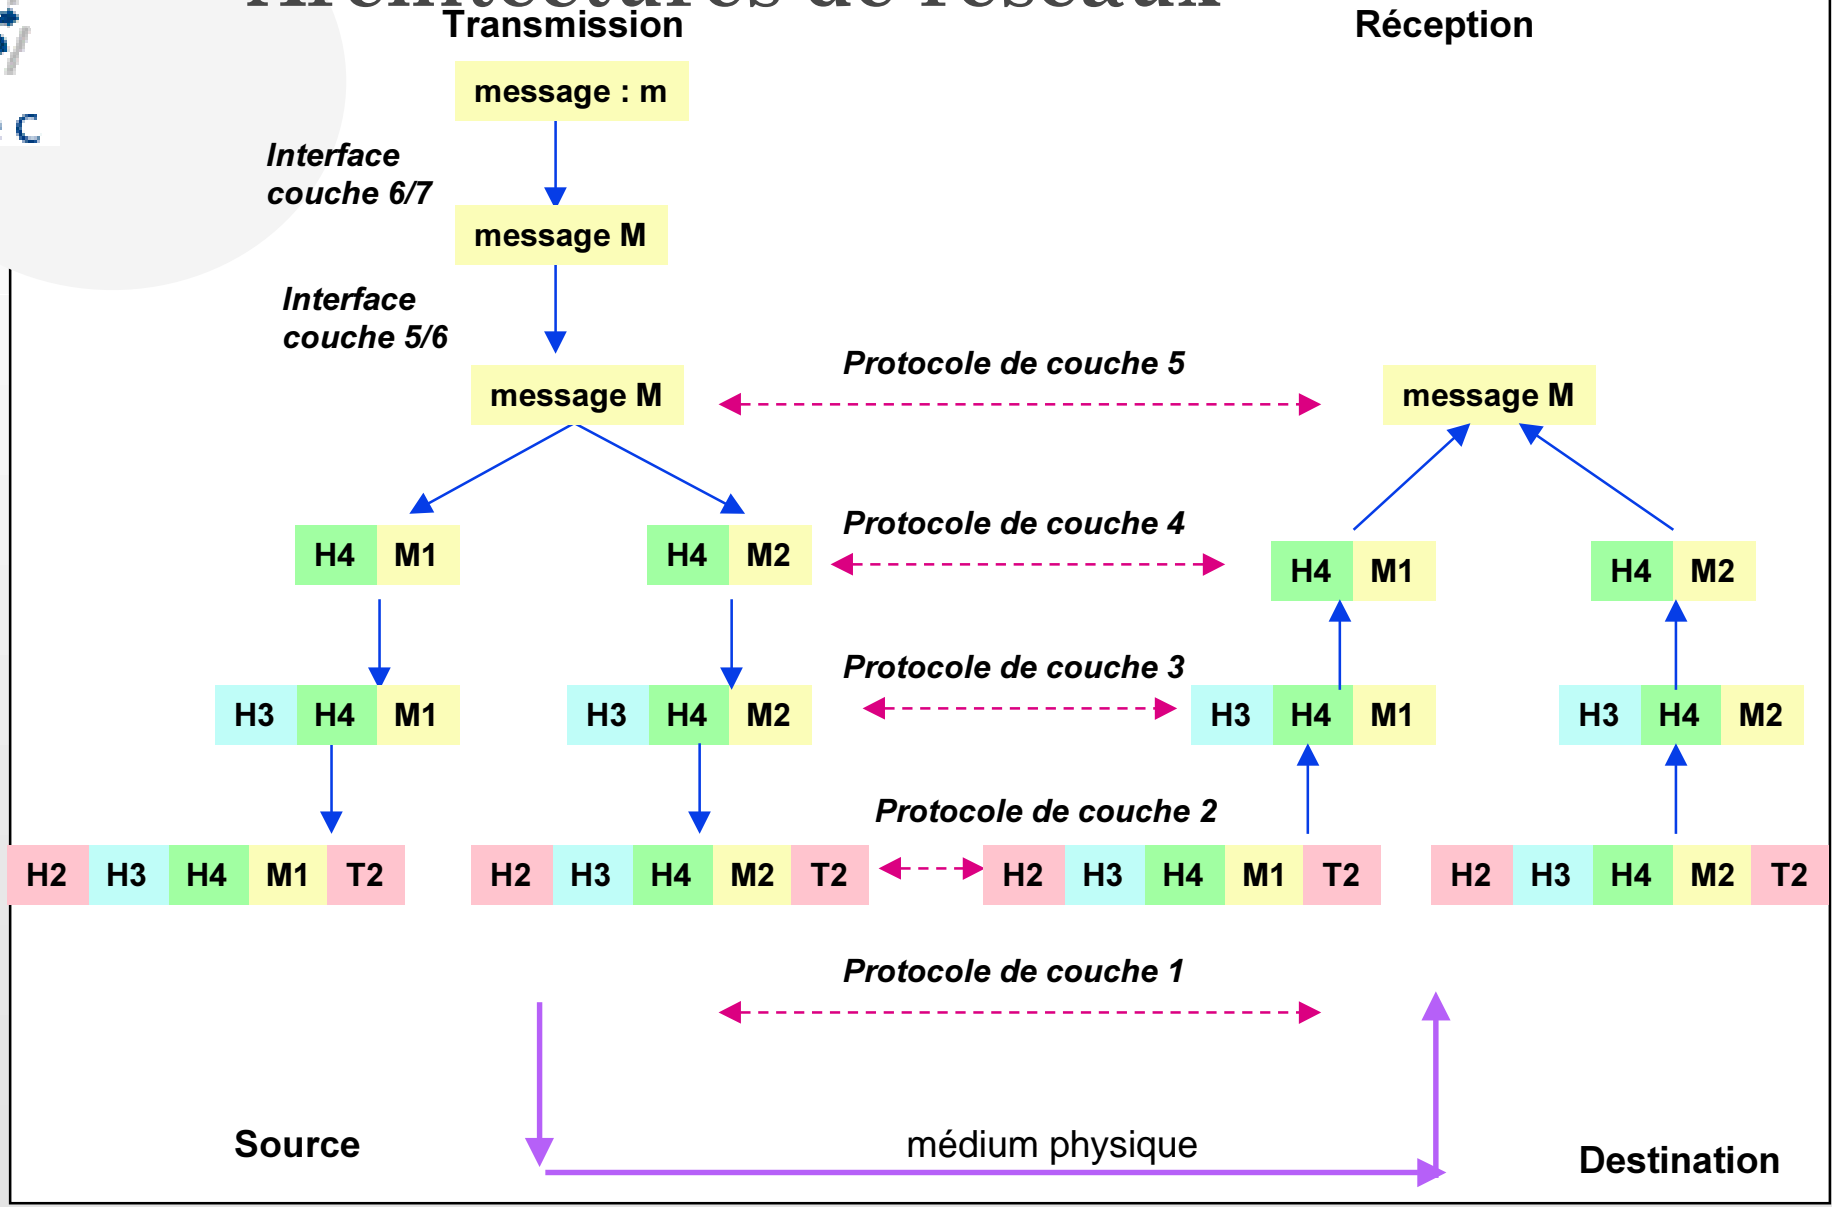 Architectures de réseaux
Transmission
Réception
message : m
Interface
couche 6/7
message M
Interface
couche 5/6
Protocole de couche 5
message M
message M
Protocole de couche 4
H4 M1
H4 M2
H4 M1
H4 M2
Protocole de couche 3
H3 H4 M1
H3 H4 M2
H3 H4 M1
H3 H4 M2
Protocole de couche 2
H2 H3 H4 M1 T2
H2 H3 H4 M2 T2
H2 H3 H4 M1 T2
H2 H3 H4 M2 T2
Protocole de couche 1
Source
médium physique
Destination